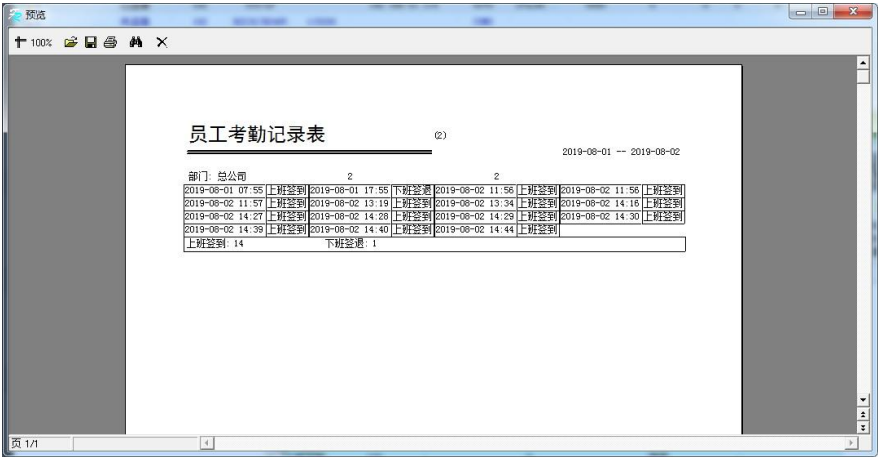 预览
100%
员工考勤记录表 (2)
2019-08-01 -- 2019-08-02
部门: 总公司 2 2
2019-08-01 07:55 上班签到 2019-08-01 17:55 下班签退 2019-08-02 11:56 上班签到 2019-08-02 11:56 上班签到
2019-08-02 11:57 上班签到 2019-08-02 13:19 上班签到 2019-08-02 13:34 上班签到 2019-08-02 14:16 上班签到
2019-08-02 14:27 上班签到 2019-08-02 14:28 上班签到 2019-08-02 14:29 上班签到 2019-08-02 14:30 上班签到
2019-08-02 14:39 上班签到 2019-08-02 14:40 上班签到 2019-08-02 14:44 上班签到
上班签到: 14 下班签退: 1
页 1/1